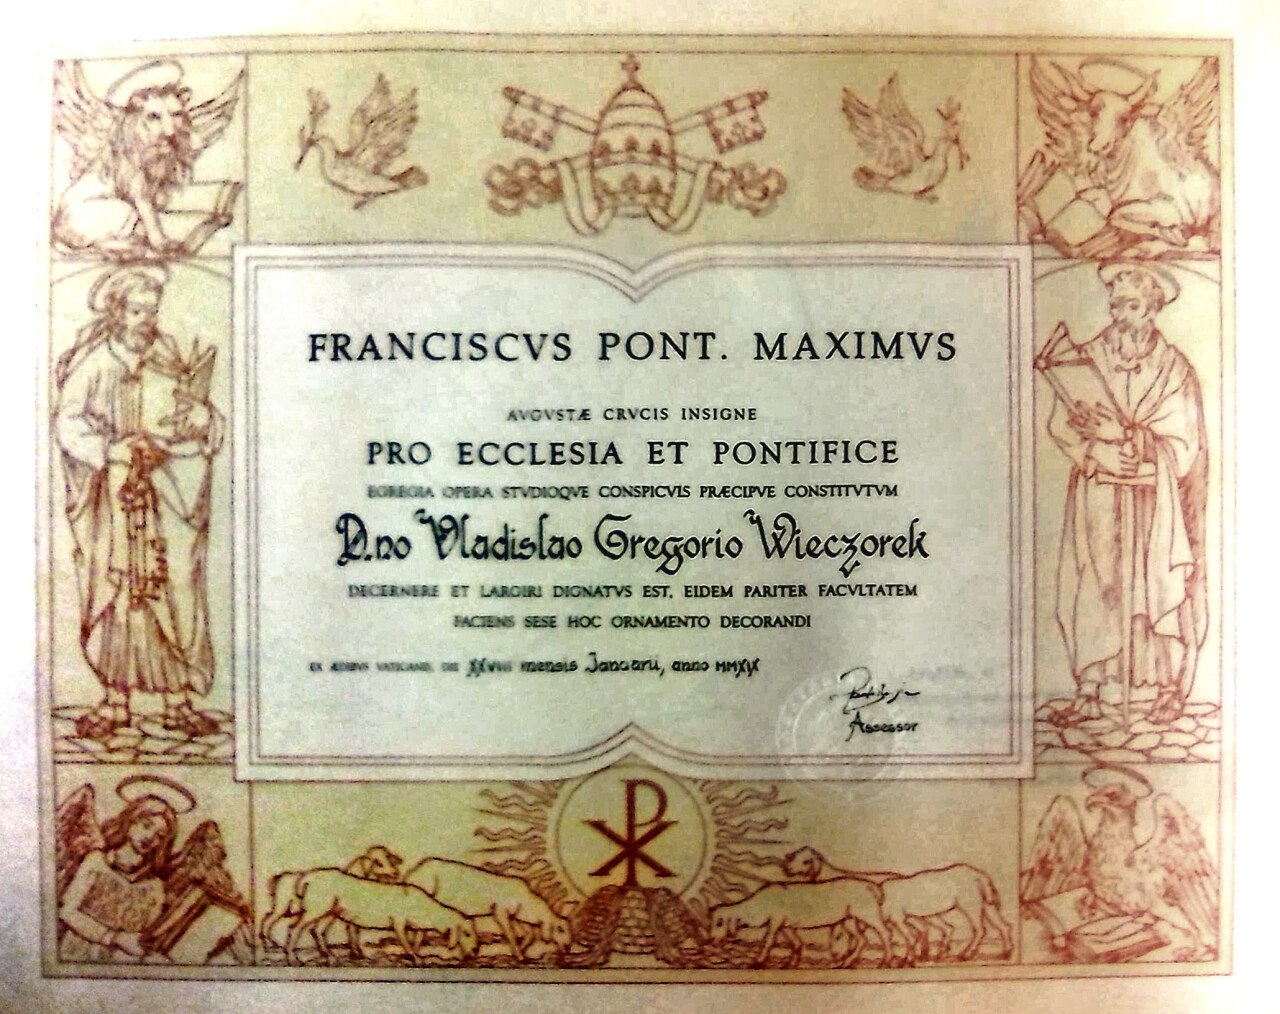 FRANCISCVS PONT. MAXIMVS
AVGVSTÆ CRVCIS INSIGNE
PRO ECCLESIA ET PONTIFICE
EGREGIA OPERA STVDIOQVE CONSPICVIS PRÆCIPVE CONSTITVTVM
D.no Vladislao Gregorio Wieczorek
DECERNERE ET LARGIRI DIGNATVS EST, EIDEM PARITER FACVLTATEM
FACIENS SESE HOC ORNAMENTO DECORANDI
EX ÆDIBVS VATICANIS, DIE XXVIII mensis Januarii, anno MMXIX
Assessor